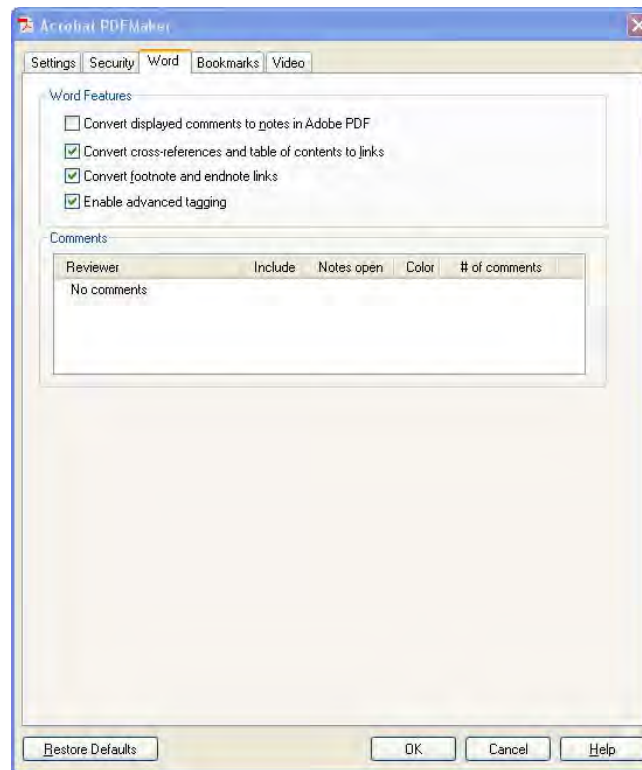 Acrobat PDFMaker
Settings Security Word Bookmarks Video
Word Features
Convert displayed comments to notes in Adobe PDF
Convert cross-references and table of contents to links
Convert footnote and endnote links
Enable advanced tagging
Comments
Reviewer Include Notes open Color # of comments
No comments
Restore Defaults OK Cancel Help